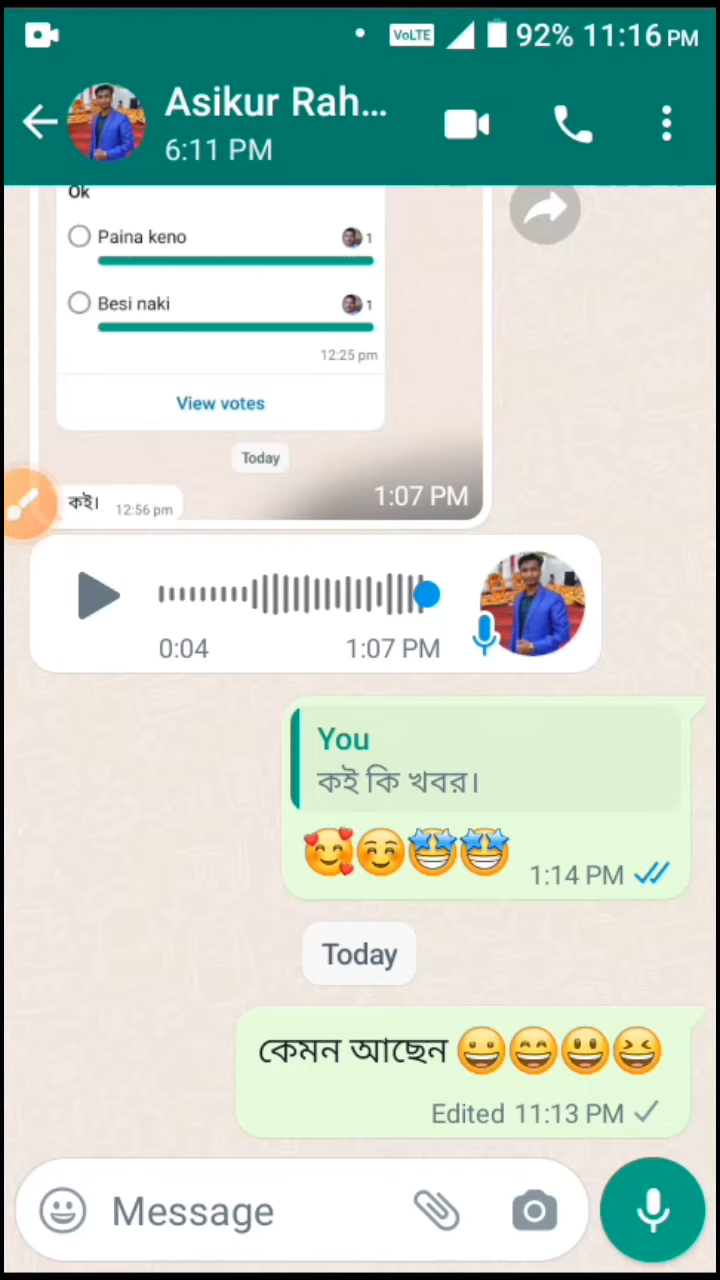 VoLTE 92% 11:16 PM
Asikur Rah...
6:11 PM
Ok
Paina keno 1
Besi naki 1
12:25 pm
View votes
Today
কই। 12:56 pm
1:07 PM
0:04 1:07 PM
You
কই কি খবর।
🥰☺️🤩🤩 1:14 PM
Today
কেমন আছেন 😀😄😃😆
Edited 11:13 PM
Message